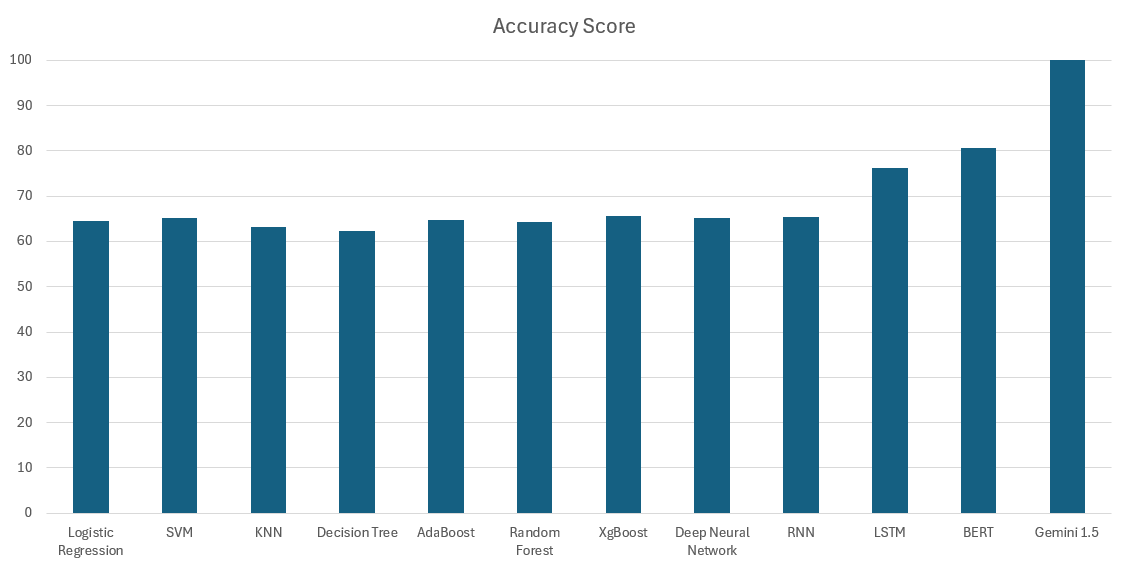 Accuracy Score
100
90
80
70
60
50
40
30
20
10
0
Logistic
Regression
SVM
KNN
Decision Tree
AdaBoost
Random
Forest
XgBoost
Deep Neural
Network
RNN
LSTM
BERT
Gemini 1.5